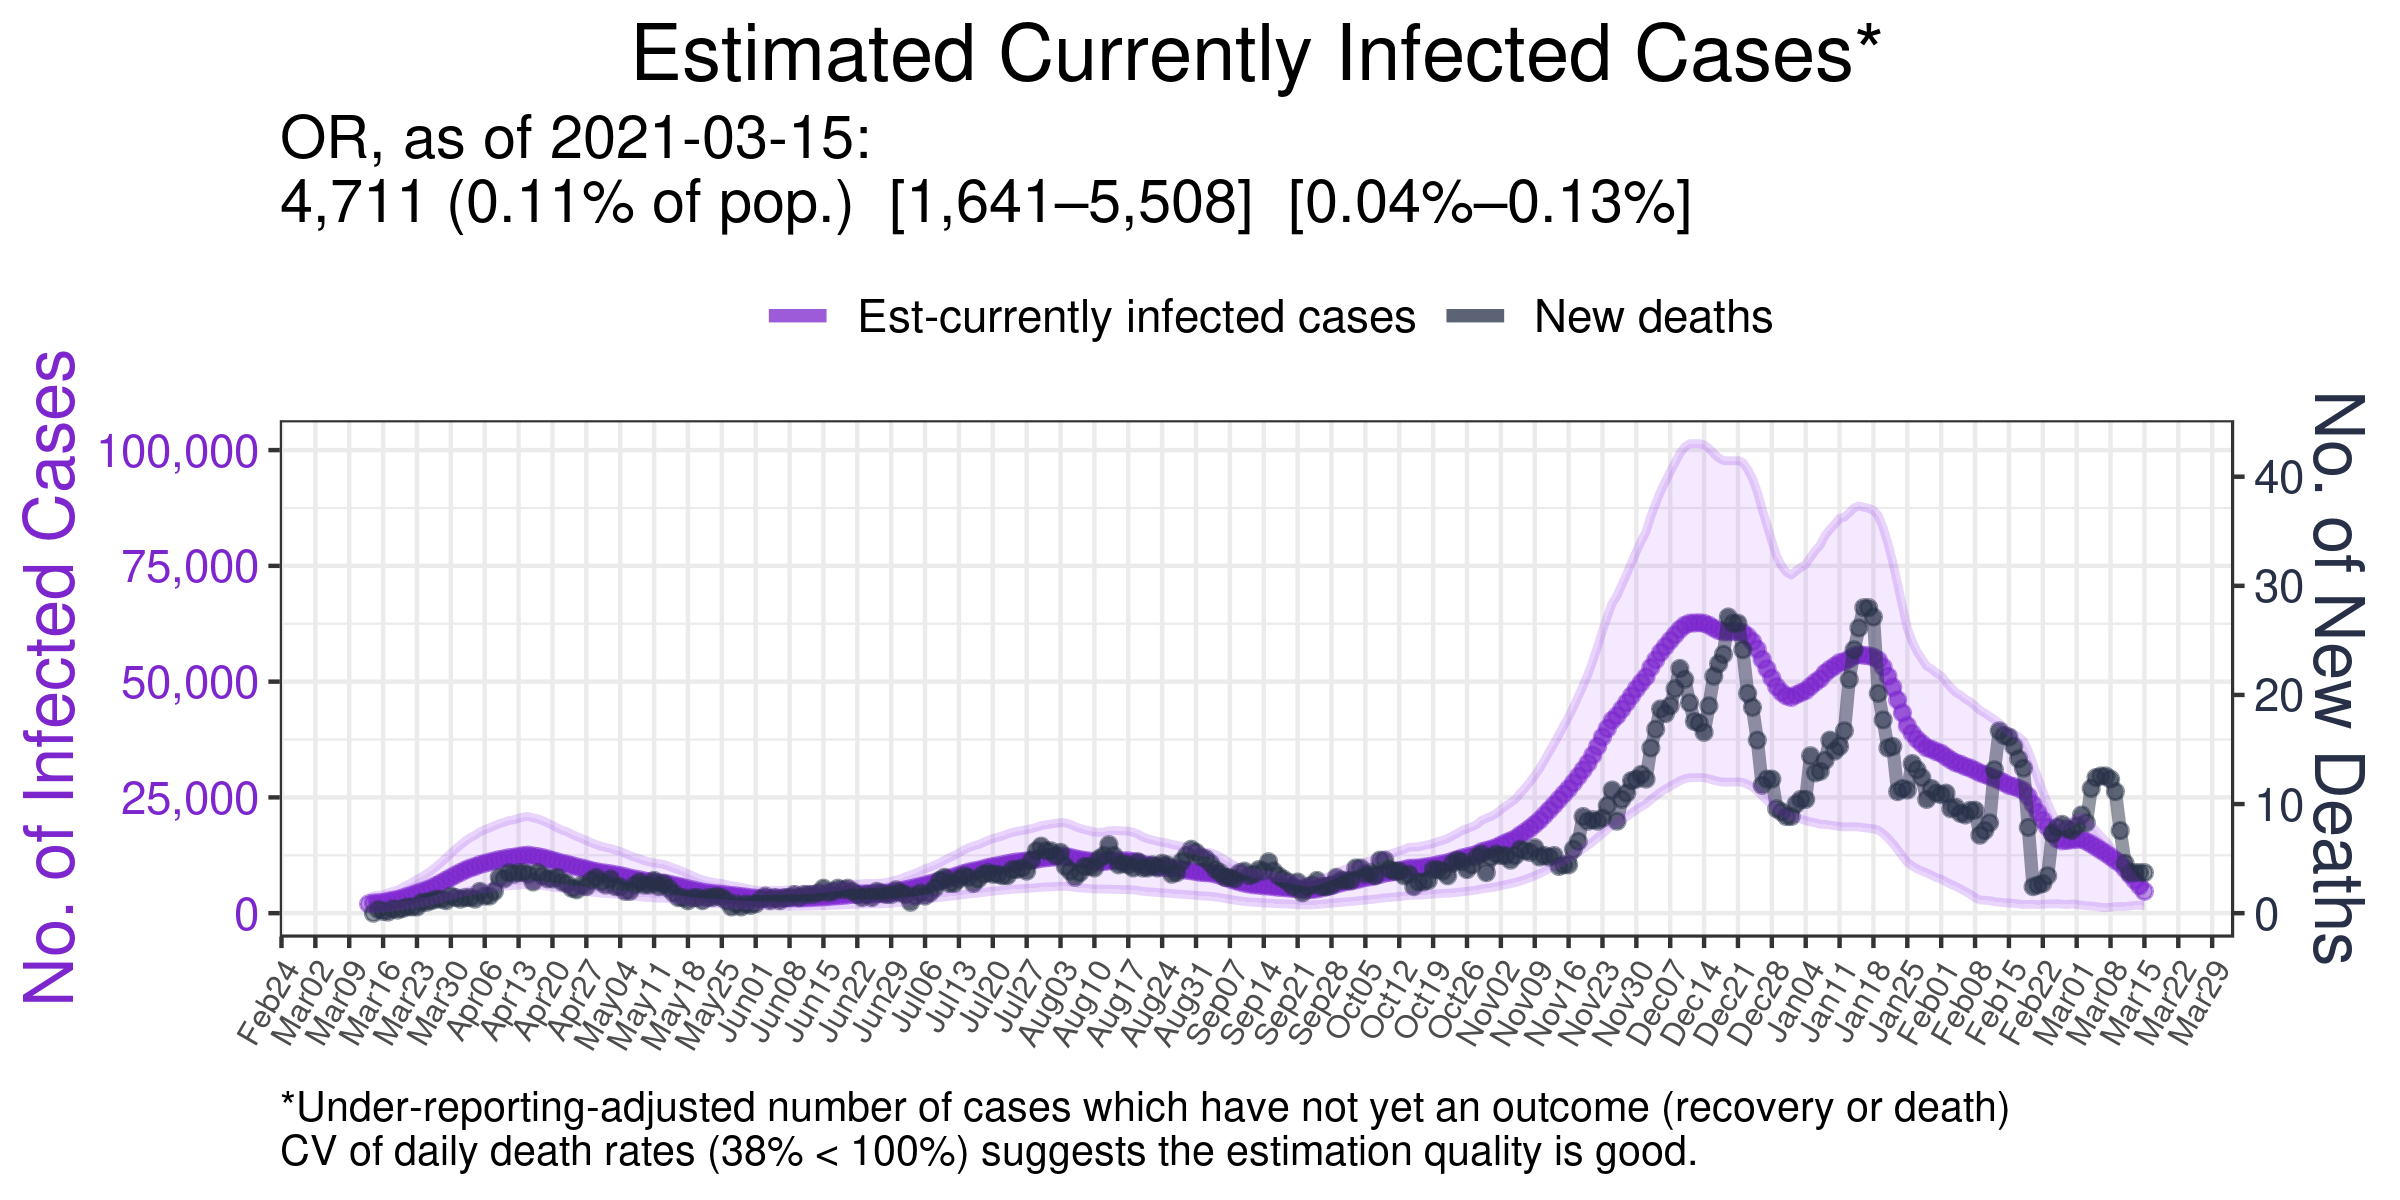 Estimated Currently Infected Cases*
OR, as of 2021-03-15:
4,711 (0.11% of pop.) [1,641–5,508] [0.04%–0.13%]
Est-currently infected cases
New deaths
No. of Infected Cases
100,000
75,000
50,000
25,000
0
No. of New Deaths
40
30
20
10
0
Feb24
Mar02
Mar09
Mar16
Mar23
Mar30
Apr06
Apr13
Apr20
Apr27
May04
May11
May18
May25
Jun01
Jun08
Jun15
Jun22
Jun29
Jul06
Jul13
Jul20
Jul27
Aug03
Aug10
Aug17
Aug24
Aug31
Sep07
Sep14
Sep21
Sep28
Oct05
Oct12
Oct19
Oct26
Nov02
Nov09
Nov16
Nov23
Nov30
Dec07
Dec14
Dec21
Dec28
Jan04
Jan11
Jan18
Jan25
Feb01
Feb08
Feb15
Feb22
Mar01
Mar08
Mar15
Mar22
Mar29
*Under-reporting-adjusted number of cases which have not yet an outcome (recovery or death)
CV of daily death rates (38% < 100%) suggests the estimation quality is good.